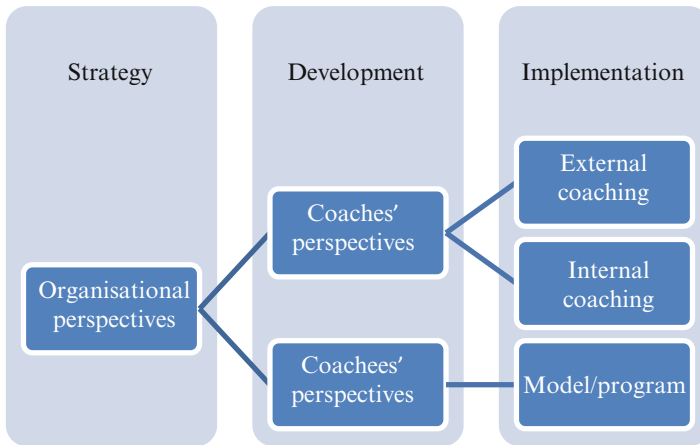 Strategy
Development
Implementation
External
coaching
Coaches’
perspectives
Internal
coaching
Organisational
perspectives
Coachees’
perspectives
Model/program